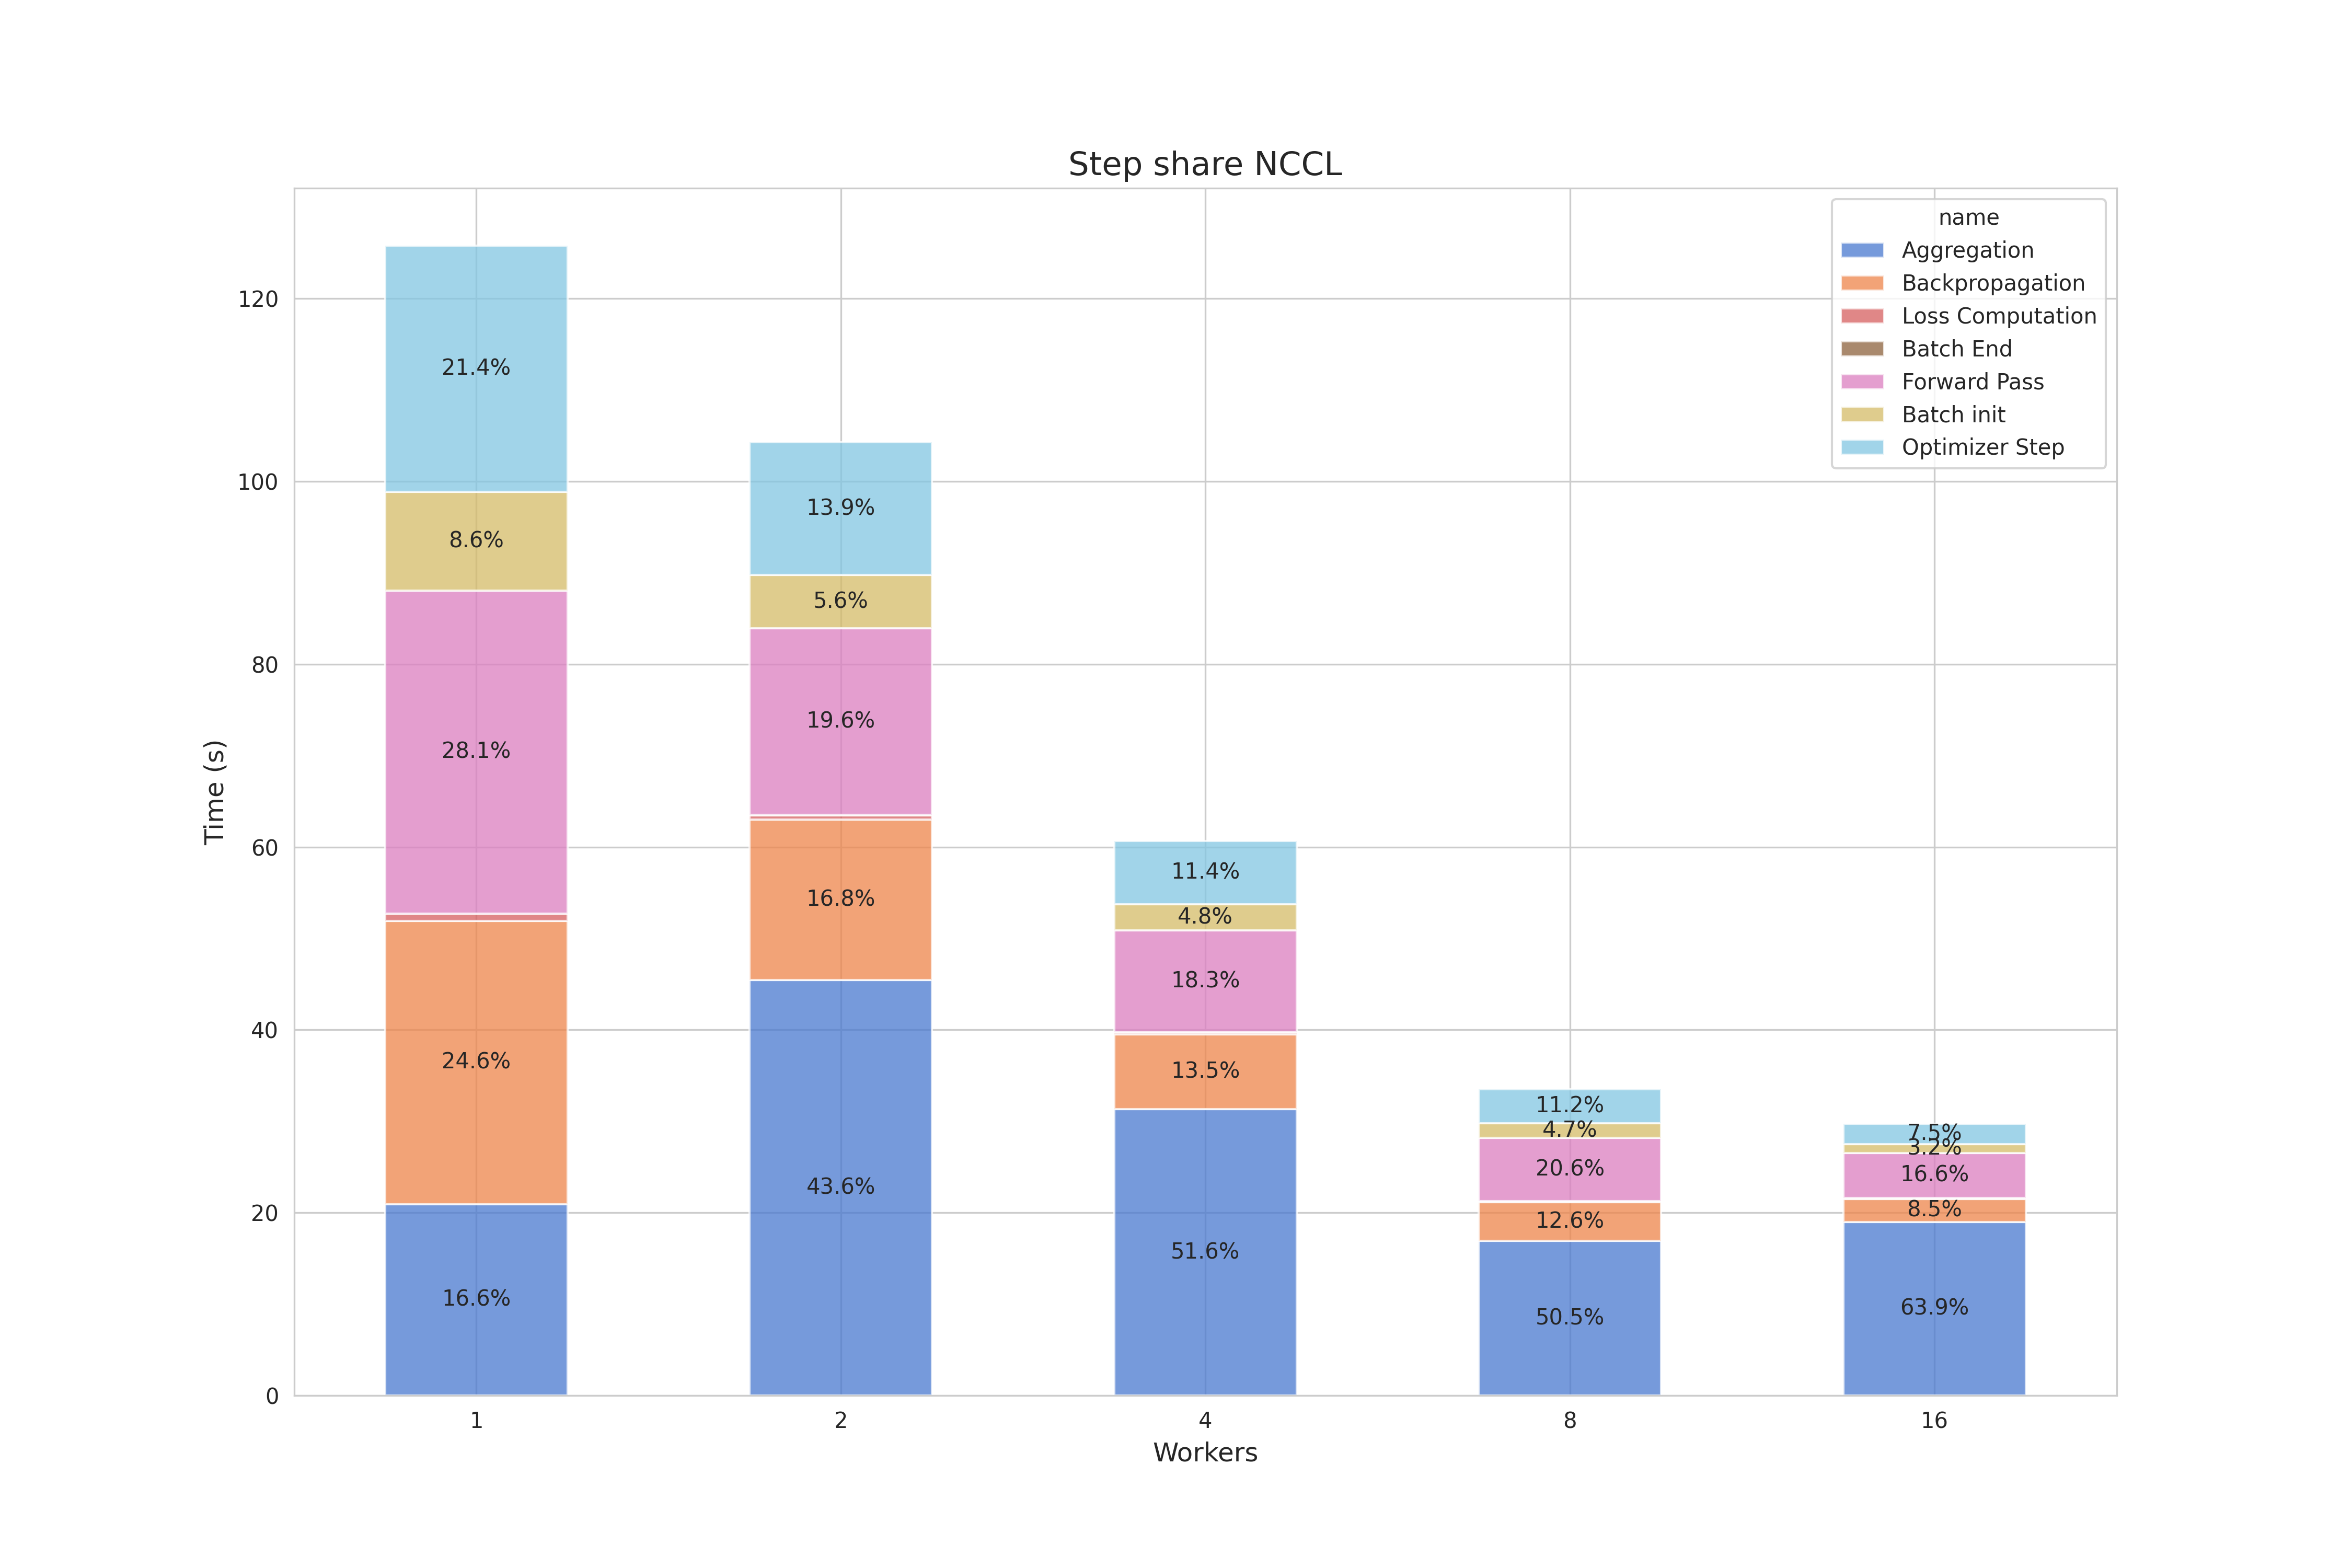 Step share NCCL
name
Aggregation
Backpropagation
Loss Computation
Batch End
Forward Pass
Batch init
Optimizer Step
Time (s)
120
100
80
60
40
20
0
21.4%
8.6%
28.1%
24.6%
16.6%
13.9%
5.6%
19.6%
16.8%
43.6%
11.4%
4.8%
18.3%
13.5%
51.6%
11.2%
4.7%
20.6%
12.6%
50.5%
7.5%
3.2%
16.6%
8.5%
63.9%
1 2 4 8 16
Workers